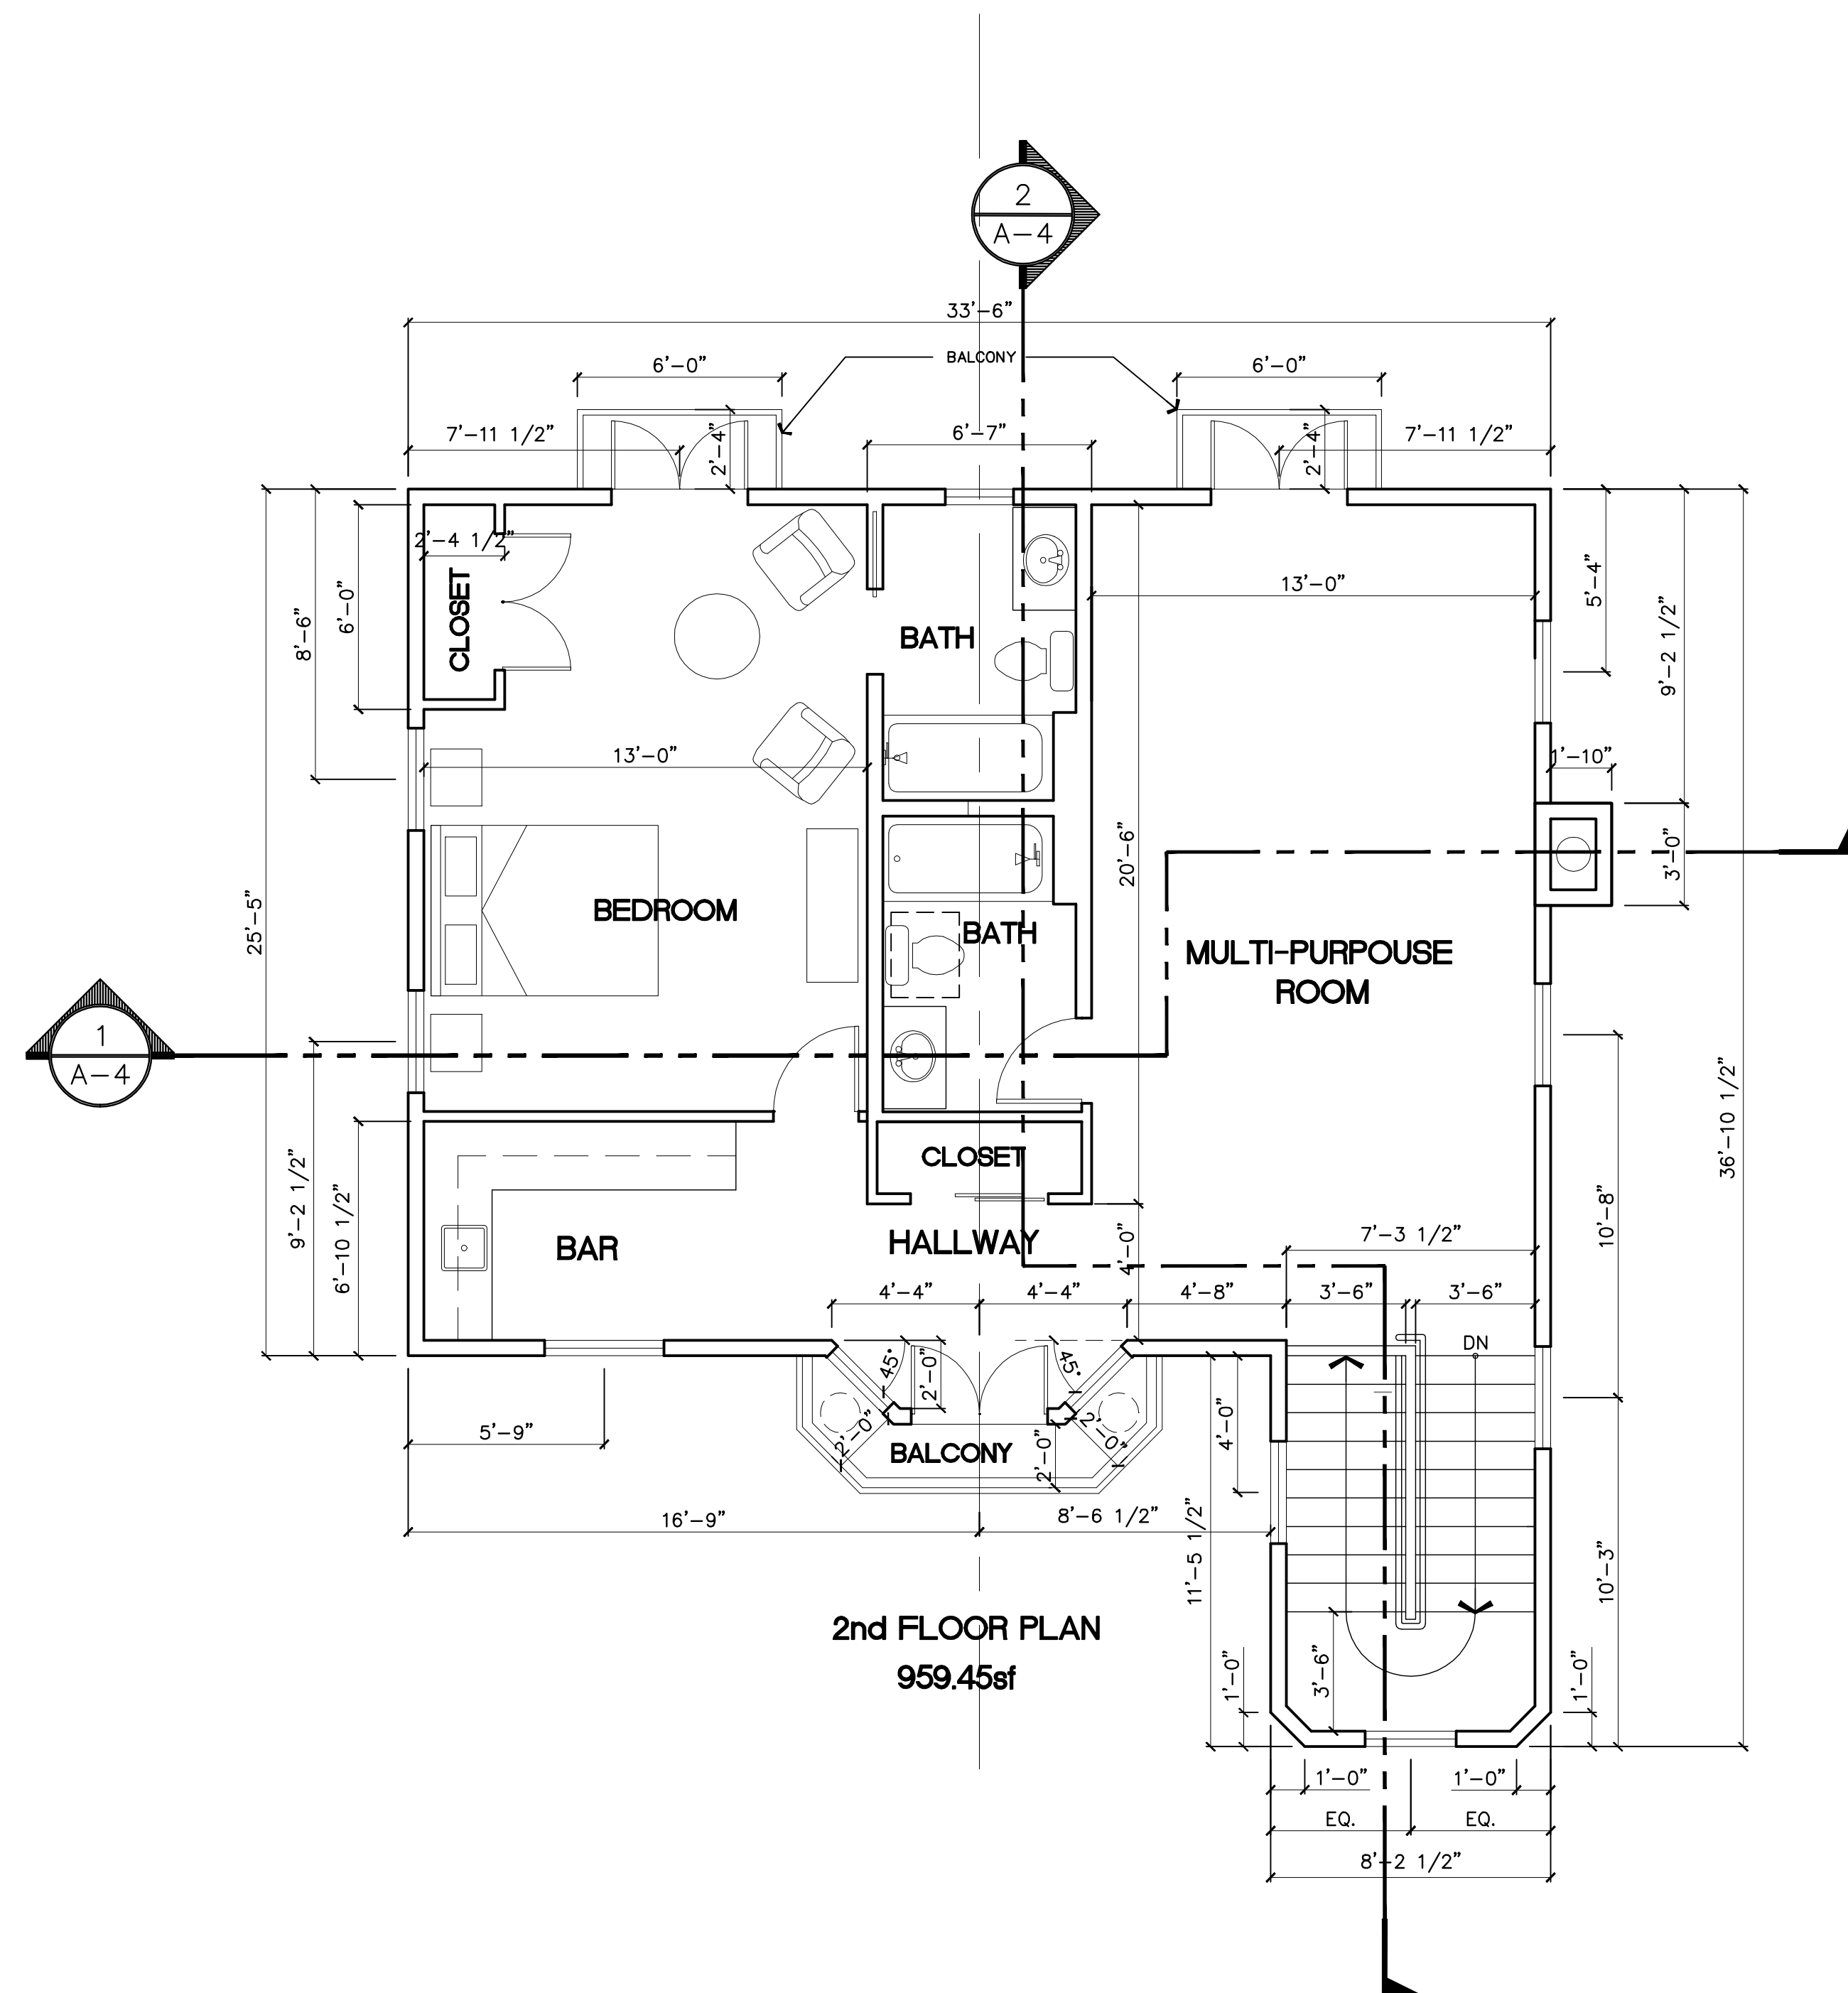 2
A-4
33'-6"
BALCONY
6'-0"
6'-0"
7'-11 1/2"
2'-4"
6'-7"
2'-4"
7'-11 1/2"
2'-4 1/2"
CLOSET
6'-0"
8'-6"
25'-5"
BATH
13'-0"
5'-4"
9'-2 1/2"
13'-0"
1'-10"
3'-0"
20'-6"
BEDROOM
BATH
MULTI-PURPOUSE
ROOM
36'-10 1/2"
1
A-4
CLOSET
9'-2 1/2"
6'-10 1/2"
BAR
HALLWAY
4'-0"
7'-3 1/2"
10'-8"
4'-4"
4'-4"
4'-8"
3'-6"
3'-6"
DN
45°
2'-0"
45°
5'-9"
2'-0"
BALCONY
2'-0"
2'-0"
4'-0"
16'-9"
8'-6 1/2"
11'-5 1/2"
10'-3"
2nd FLOOR PLAN
959.45sf
1'-0"
3'-6"
1'-0"
1'-0"
1'-0"
EQ.
EQ.
8'-2 1/2"